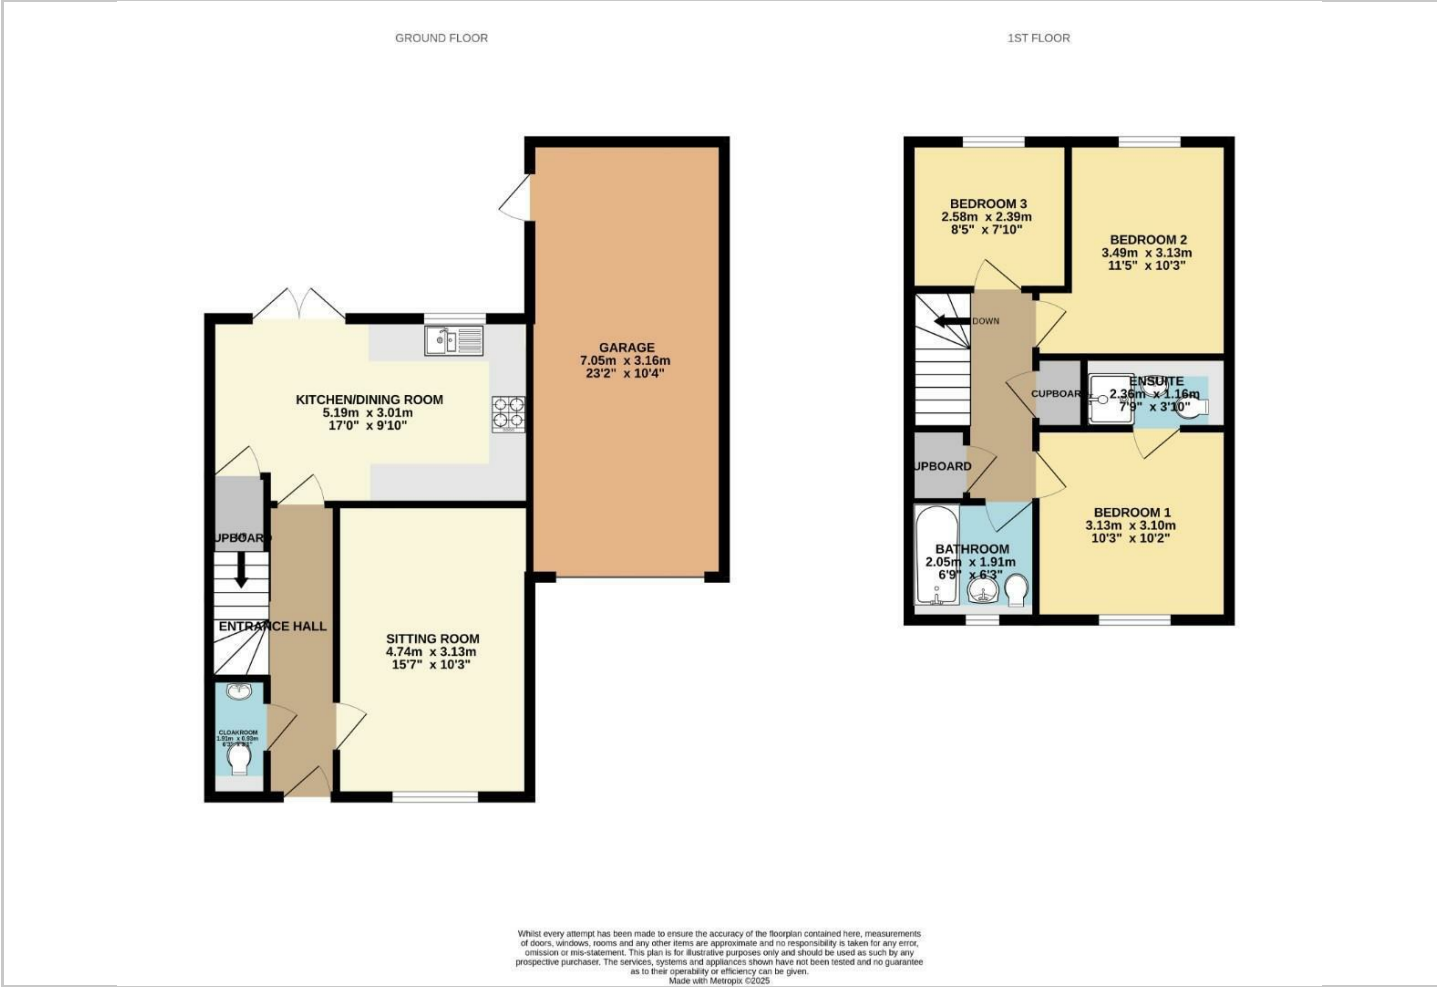 GROUND FLOOR
1ST FLOOR
KITCHEN/DINING ROOM
5.19m x 3.01m
17'0" x 9'10"
GARAGE
7.05m x 3.16m
23'2" x 10'4"
UPBOARD
ENTRANCE HALL
SITTING ROOM
4.74m x 3.13m
15'7" x 10'3"
CLOAKROOM
BEDROOM 3
2.58m x 2.39m
8'5" x 7'10"
BEDROOM 2
3.49m x 3.13m
11'5" x 10'3"
DOWN
CUPBOAR
ENSUITE
2.36m x 1.16m
7'9" x 3'10"
UPBOARD
BEDROOM 1
3.13m x 3.10m
10'3" x 10'2"
BATHROOM
2.05m x 1.91m
6'9" x 6'3"
Whilst every attempt has been made to ensure the accuracy of the floorplan contained here, measurements
of doors, windows, rooms and any other items are approximate and no responsibility is taken for any error,
omission or mis-statement. This plan is for illustrative purposes only and should be used as such by any
prospective purchaser. The services, systems and appliances shown have not been tested and no guarantee
as to their operability or efficiency can be given.
Made with Metropix ©2025